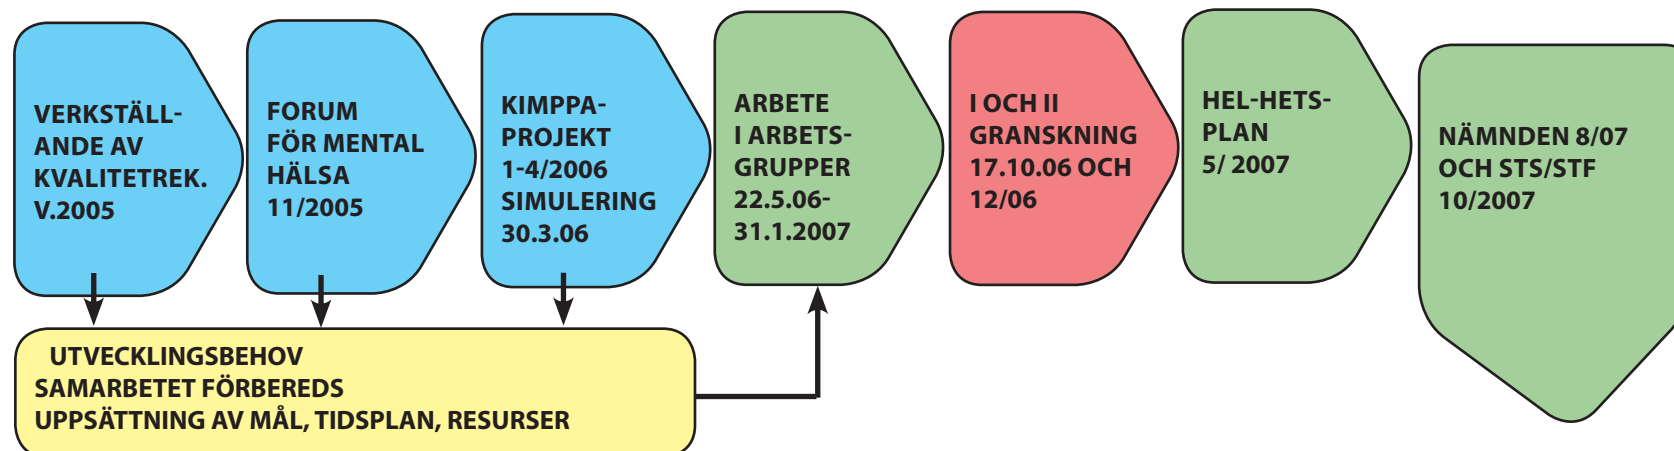 VERKSTÄLL-
ANDE AV
KVALITETREK.
V.2005
FORUM
FÖR MENTAL
HÄLSA
11/2005
KIMPPA-
PROJEKT
1-4/2006
SIMULERING
30.3.06
ARBETE
I ARBETS-
GRUPPER
22.5.06-
31.1.2007
I OCH II
GRANSKNING
17.10.06 OCH
12/06
HEL-HETS-
PLAN
5/ 2007
NÄMNDEN 8/07
OCH STS/STF
10/2007
UTVECKLINGSBEHOV
SAMARBETET FÖRBEREDS
UPPSÄTTNING AV MÅL, TIDSPLAN, RESURSER